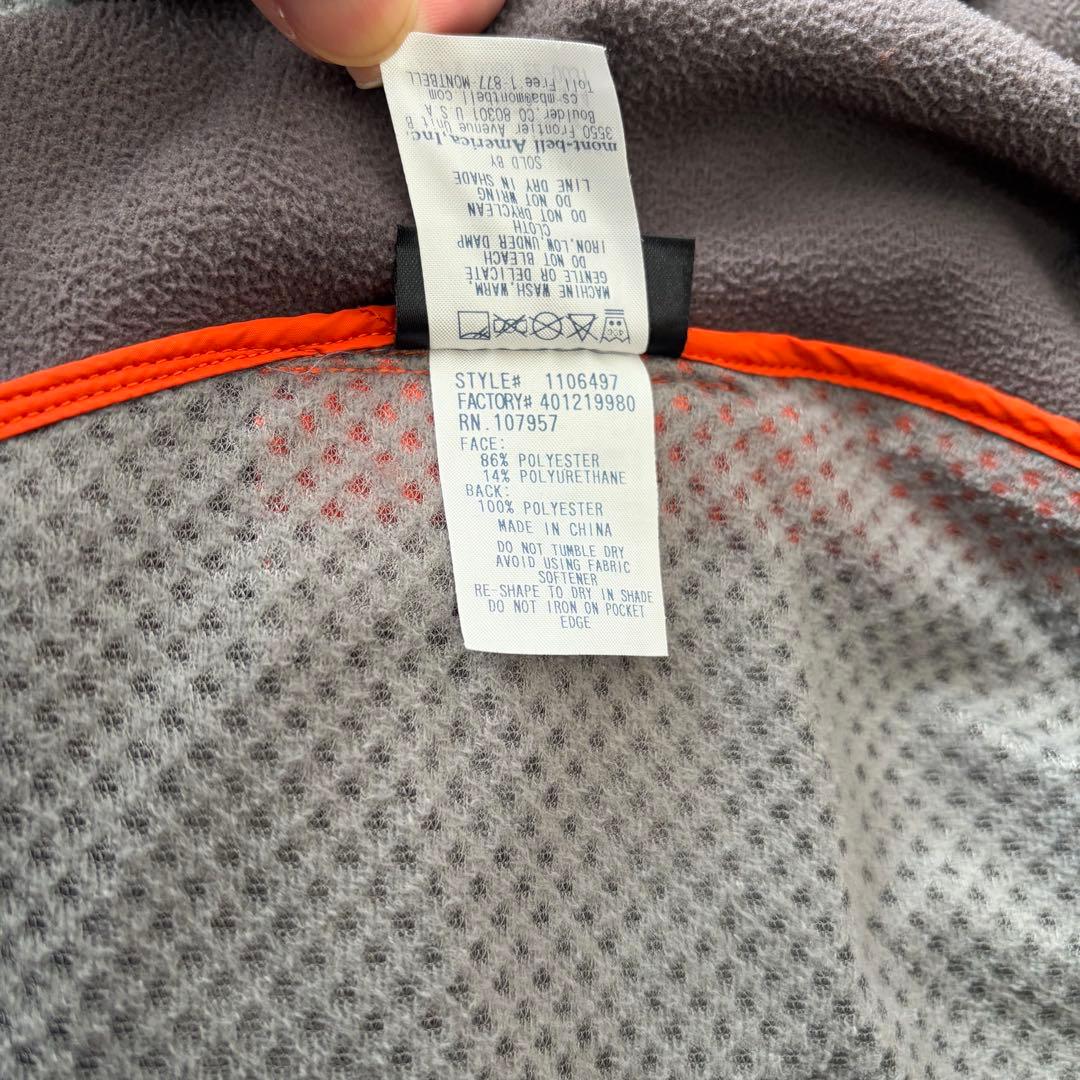 MACHINE WASH,WARM,
GENTLE OR DELICATE
DO NOT BLEACH
IRON,LOW,UNDER DAMP
CLOTH
DO NOT DRYCLEAN
DO NOT WRING
LINE DRY IN SHADE
SOLD BY
mont-bell America,Inc.
3550 Frontier Avenue Unit B
Boulder,CO 80301 U.S.A
cs-mba@montbell.com
Toll Free 1-877-MONTBELL
STYLE# 1106497
FACTORY# 401219980
RN.107957
FACE:
86% POLYESTER
14% POLYURETHANE
BACK:
100% POLYESTER
MADE IN CHINA
DO NOT TUMBLE DRY
AVOID USING FABRIC
SOFTENER
RE-SHAPE TO DRY IN SHADE
DO NOT IRON ON POCKET
EDGE